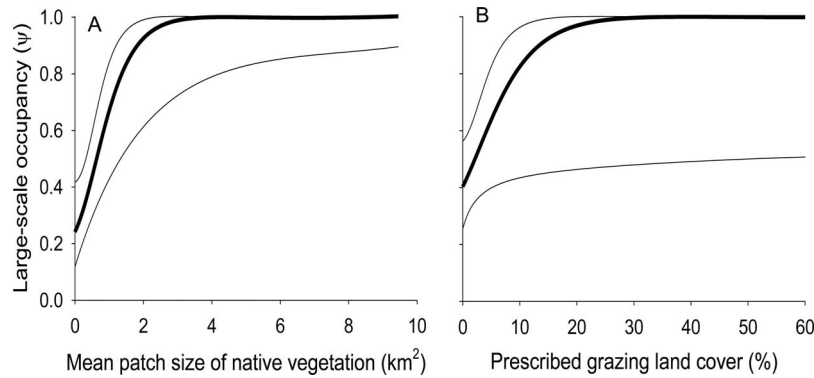 A
B
Large-scale occupancy (ψ)
1.0
0.8
0.6
0.4
0.2
0.0
0 2 4 6 8 10
0 10 20 30 40 50 60
Mean patch size of native vegetation (km²)
Prescribed grazing land cover (%)